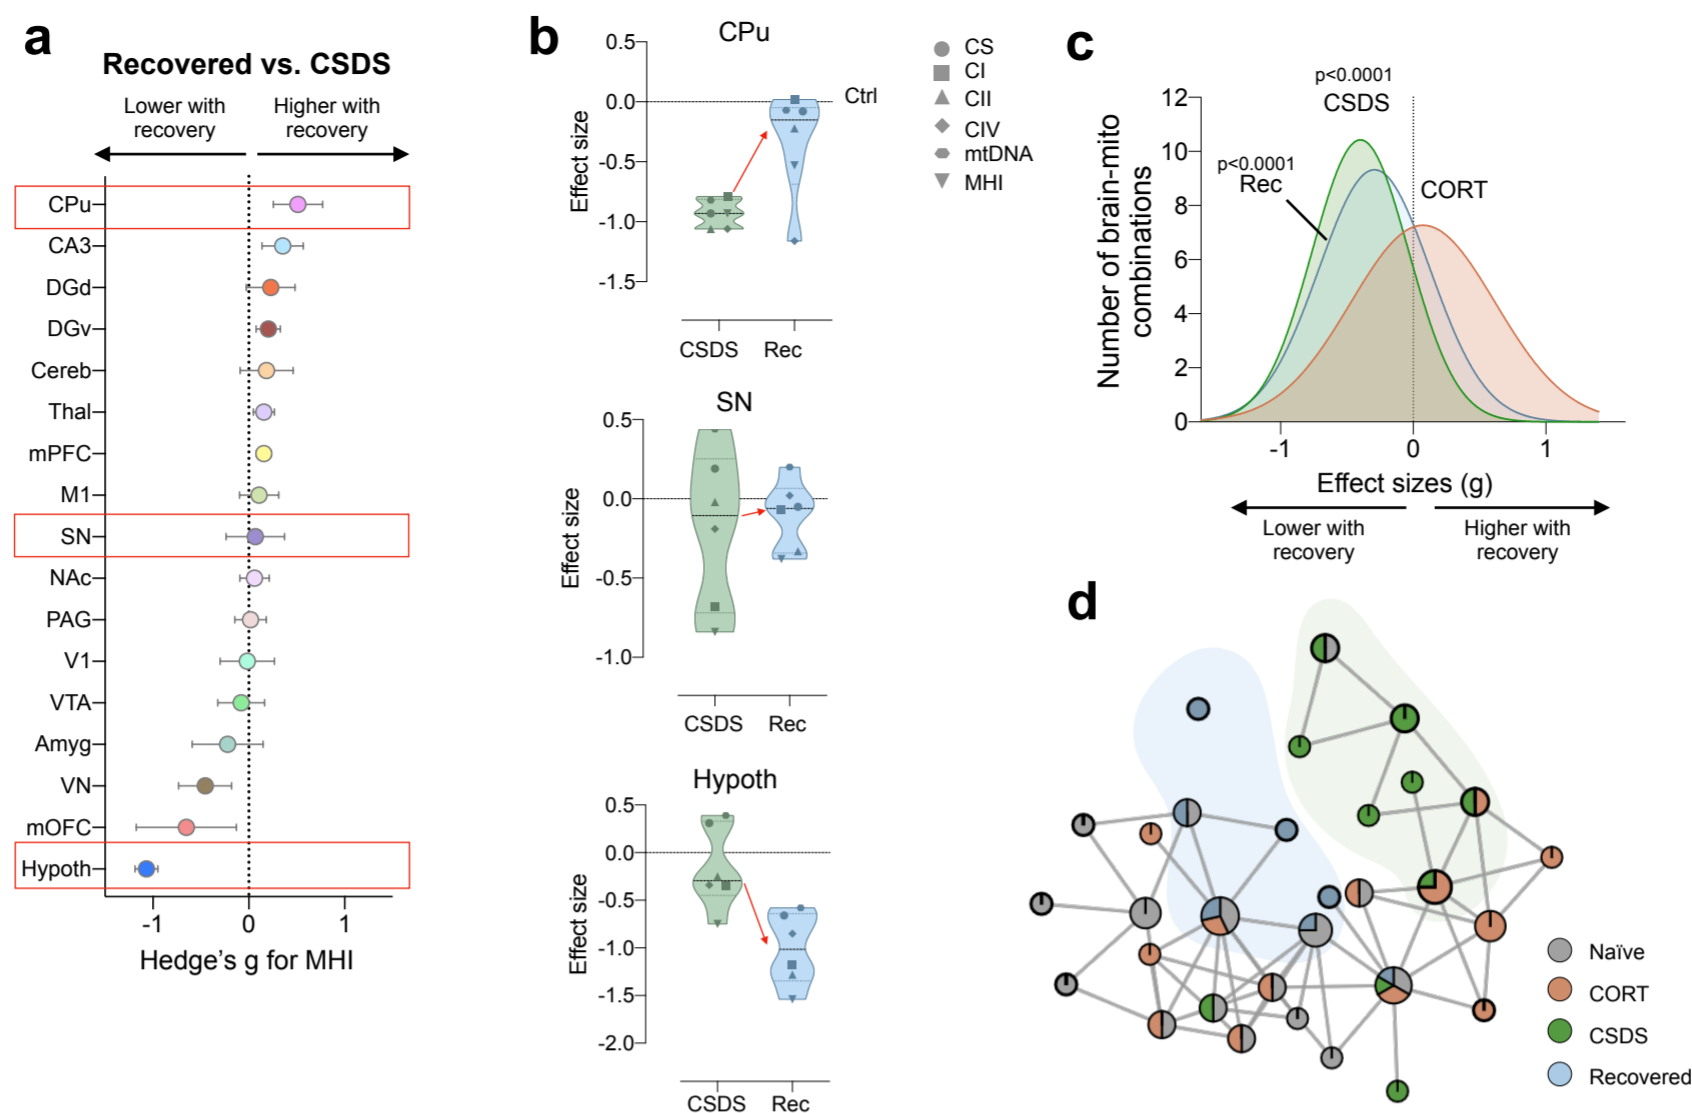 a
Recovered vs. CSDS
Lower with
recovery
Higher with
recovery
CPu
CA3
DGd
DGv
Cereb
Thal
mPFC
M1
SN
NAc
PAG
V1
VTA
Amyg
VN
mOFC
Hypoth
-1
0
1
Hedge's g for MHI
b
CPu
0.5
0.0
-0.5
-1.0
-1.5
Effect size
Ctrl
CSDS
Rec
SN
0.5
0.0
-0.5
-1.0
Effect size
CSDS
Rec
Hypoth
0.5
0.0
-0.5
-1.0
-1.5
-2.0
Effect size
CSDS
Rec
CS
CI
CII
CIV
mtDNA
MHI
c
p<0.0001
CSDS
p<0.0001
Rec
CORT
12
10
8
6
4
2
0
Number of brain-mito
combinations
-1
0
1
Effect sizes (g)
Lower with
recovery
Higher with
recovery
d
Naïve
CORT
CSDS
Recovered